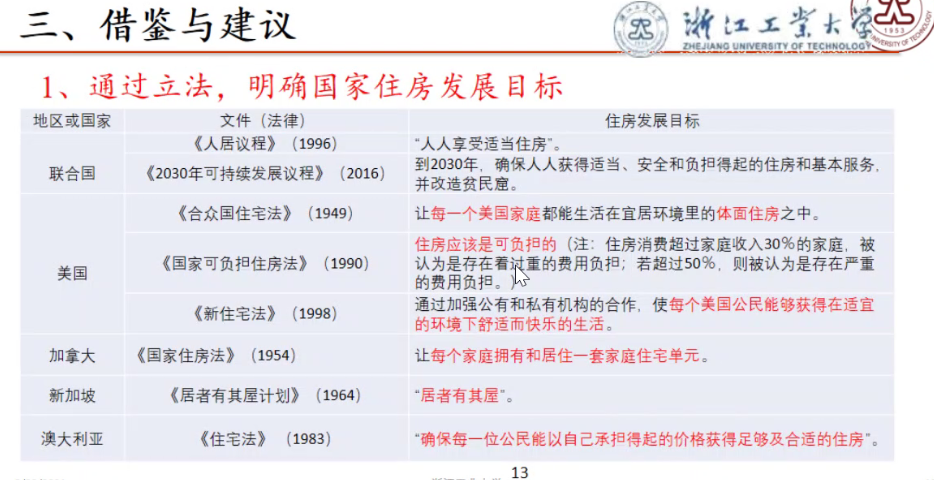 三、借鉴与建议
浙江工业大学
ZHEJIANG UNIVERSITY OF TECHNOLOGY
1953
UNIVERSITY OF TECHNOLOGY
1、通过立法，明确国家住房发展目标
地区或国家 文件（法律） 住房发展目标
联合国
《人居议程》（1996） “人人享受适当住房”。
《2030年可持续发展议程》（2016） 到2030年，确保人人获得适当、安全和负担得起的住房和基本服务，
并改造贫民窟。
美国
《合众国住宅法》（1949） 让每一个美国家庭都能生活在宜居环境里的体面住房之中。
《国家可负担住房法》（1990） 住房应该是可负担的（注：住房消费超过家庭收入30%的家庭，被
认为是存在着过重的费用负担；若超过50%，则被认为是存在严重
的费用负担。）
《新住宅法》（1998） 通过加强公有和私有机构的合作，使每个美国公民能够获得在适宜
的环境下舒适而快乐的生活。
加拿大 《国家住房法》（1954） 让每个家庭拥有和居住一套家庭住宅单元。
新加坡 《居者有其屋计划》（1964） “居者有其屋”。
澳大利亚 《住宅法》（1983） “确保每一位公民能以自己承担得起的价格获得足够及合适的住房”。
13